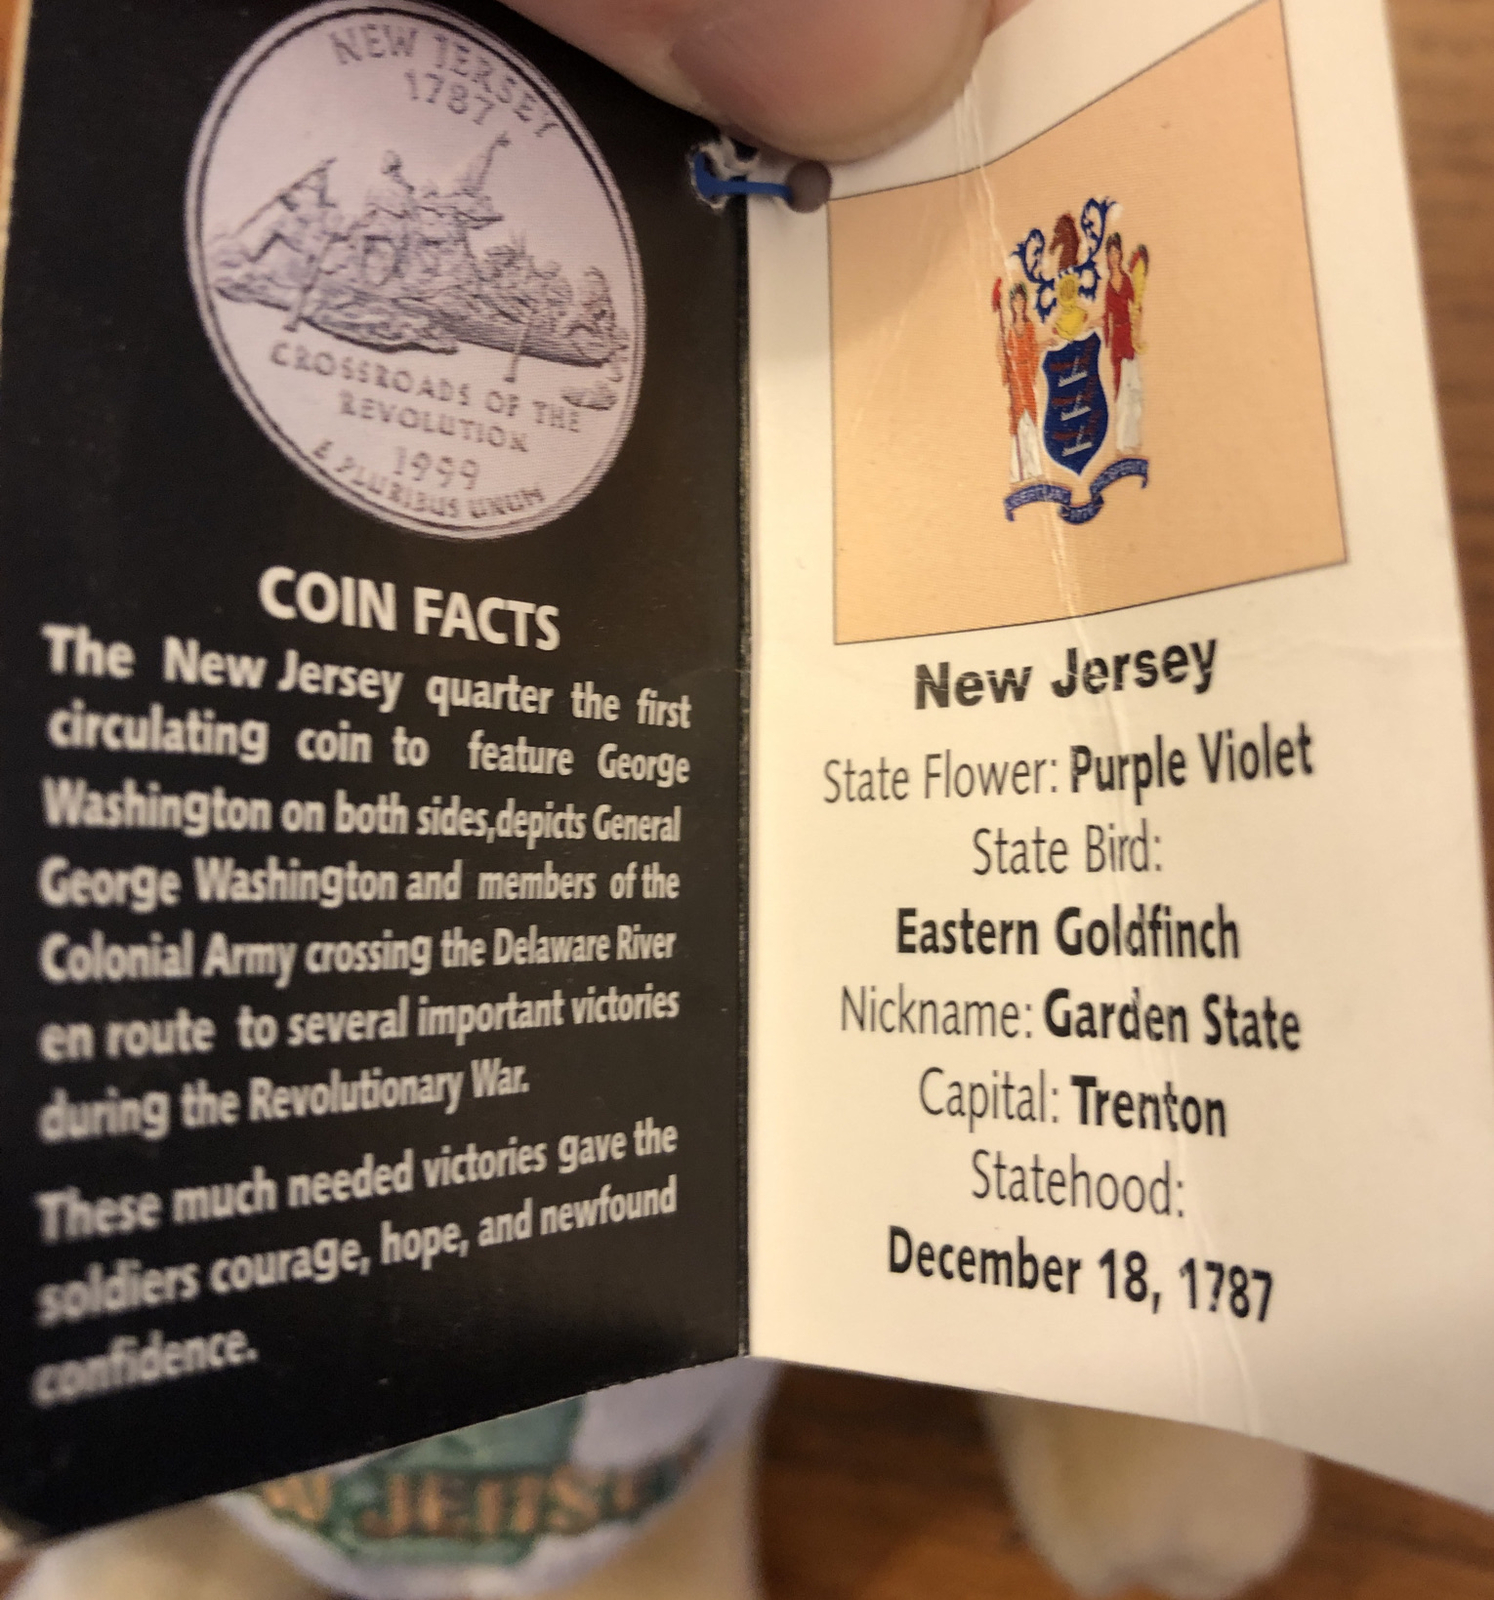 NEW JERSEY
1787
CROSSROADS OF THE
REVOLUTION
1999
E PLURIBUS UNUM
COIN FACTS
The New Jersey quarter the first
circulating coin to feature George
Washington on both sides,depicts General
George Washington and members of the
Colonial Army crossing the Delaware River
en route to several important victories
during the Revolutionary War.
These much needed victories gave the
soldiers courage, hope, and newfound
confidence.
LIBERTY AND PROSPERITY
New Jersey
State Flower: Purple Violet
State Bird:
Eastern Goldfinch
Nickname: Garden State
Capital: Trenton
Statehood:
December 18, 1787
JERSEY